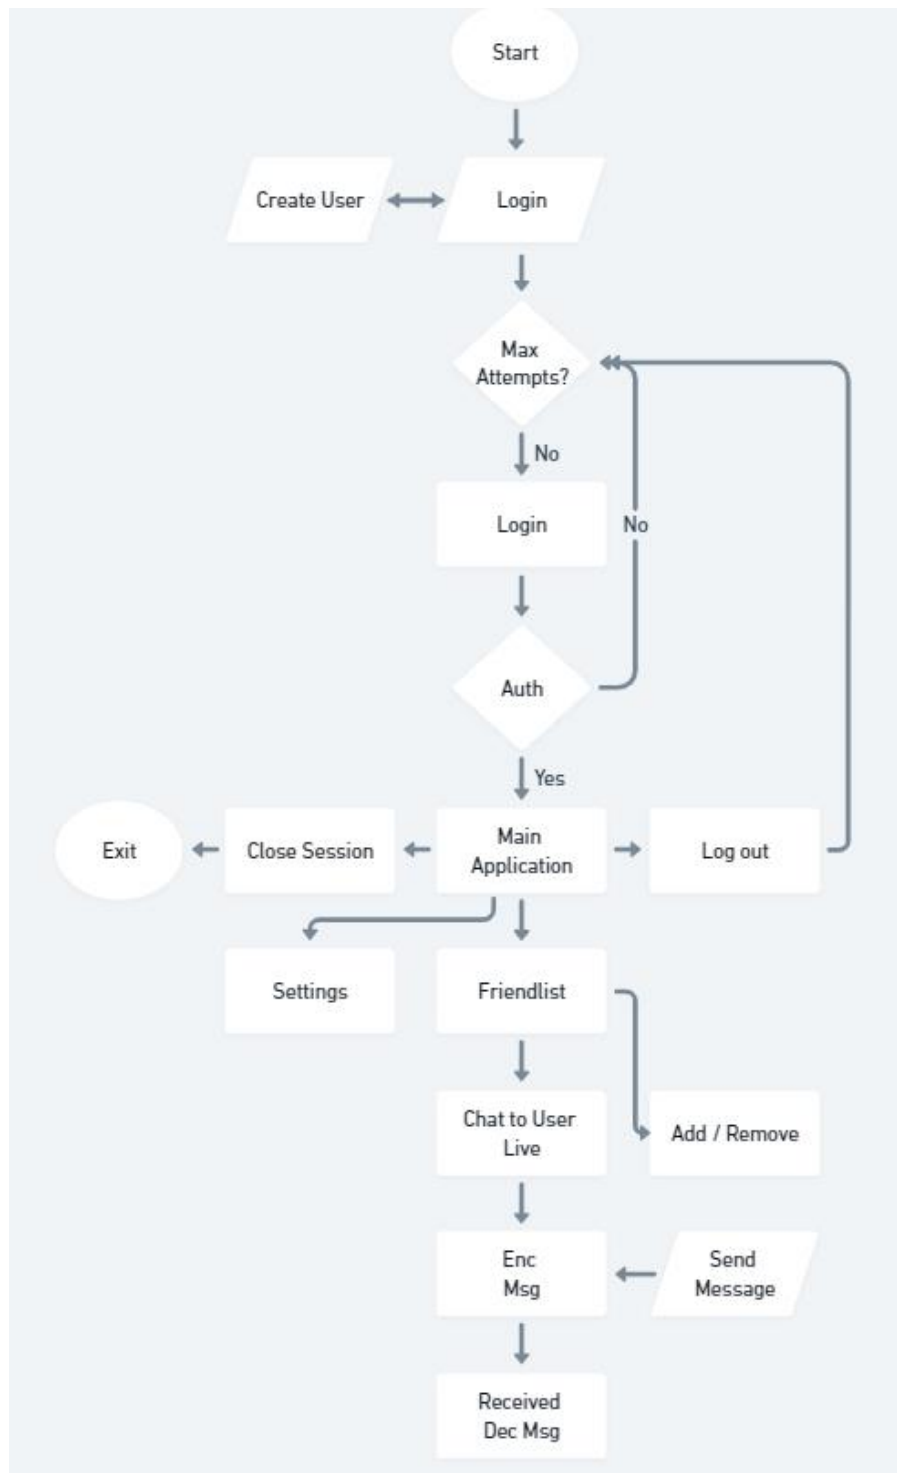 Start
Create User
Login
Max
Attempts?
No
Login
No
Auth
Yes
Exit
Close Session
Main
Application
Log out
Settings
Friendlist
Chat to User
Live
Add / Remove
Enc
Msg
Send
Message
Received
Dec Msg